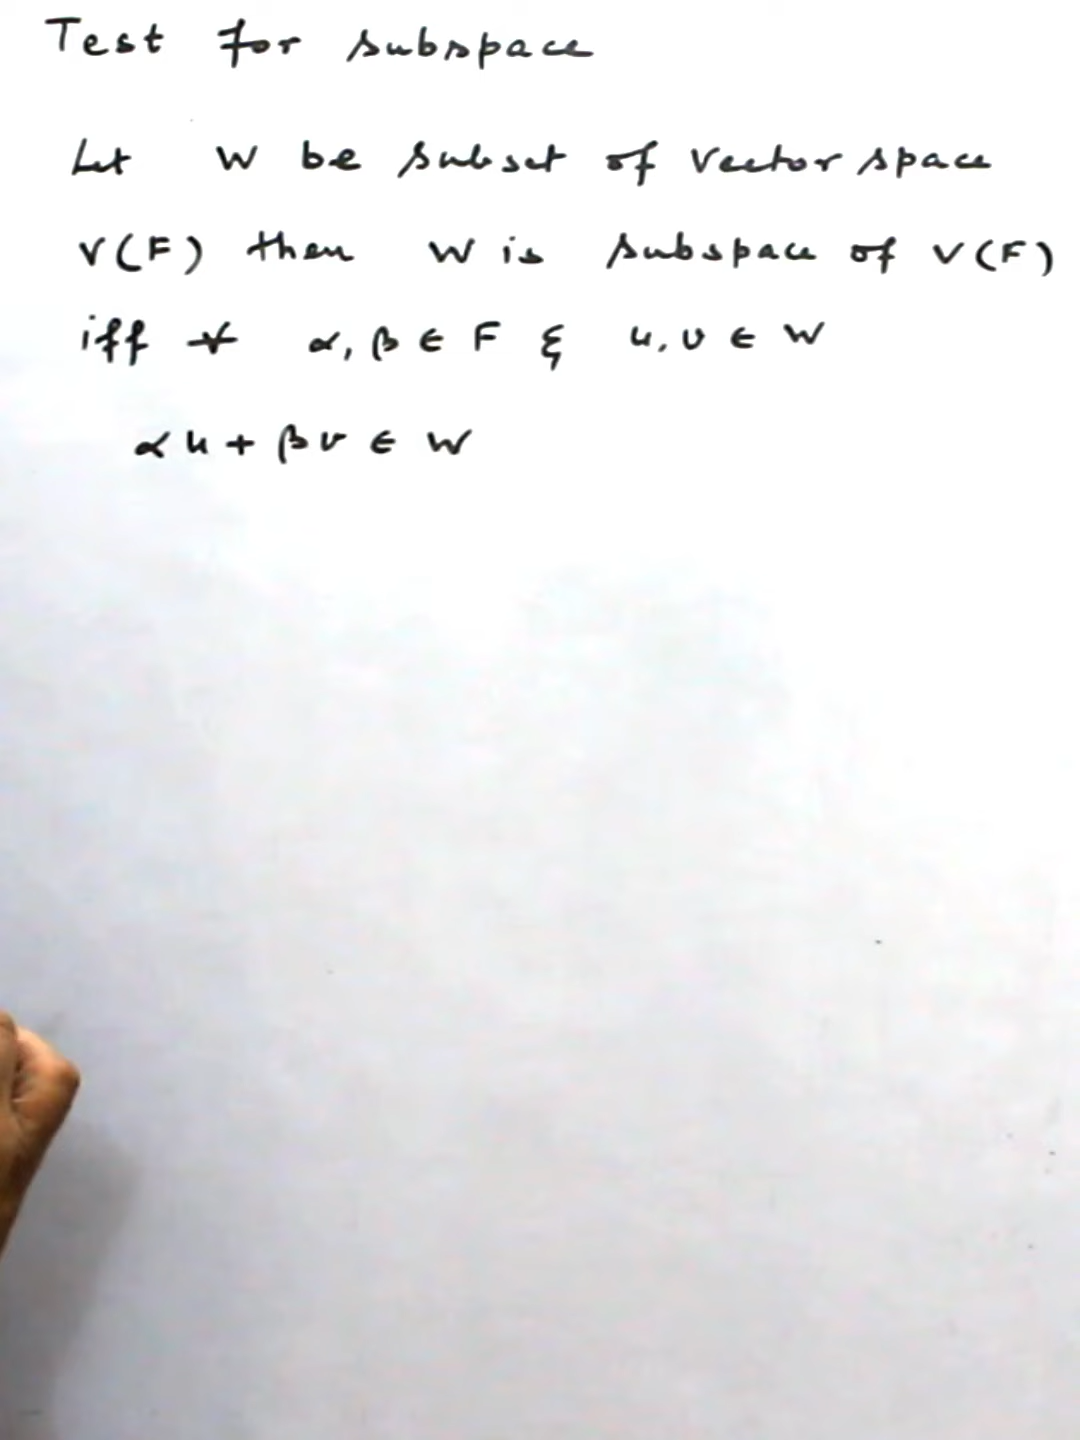 Test for subspace
Let W be subset of vector space
V(F) then W is subspace of V(F)
iff ∀ α, β ∈ F & u, v ∈ W
αu + βv ∈ W